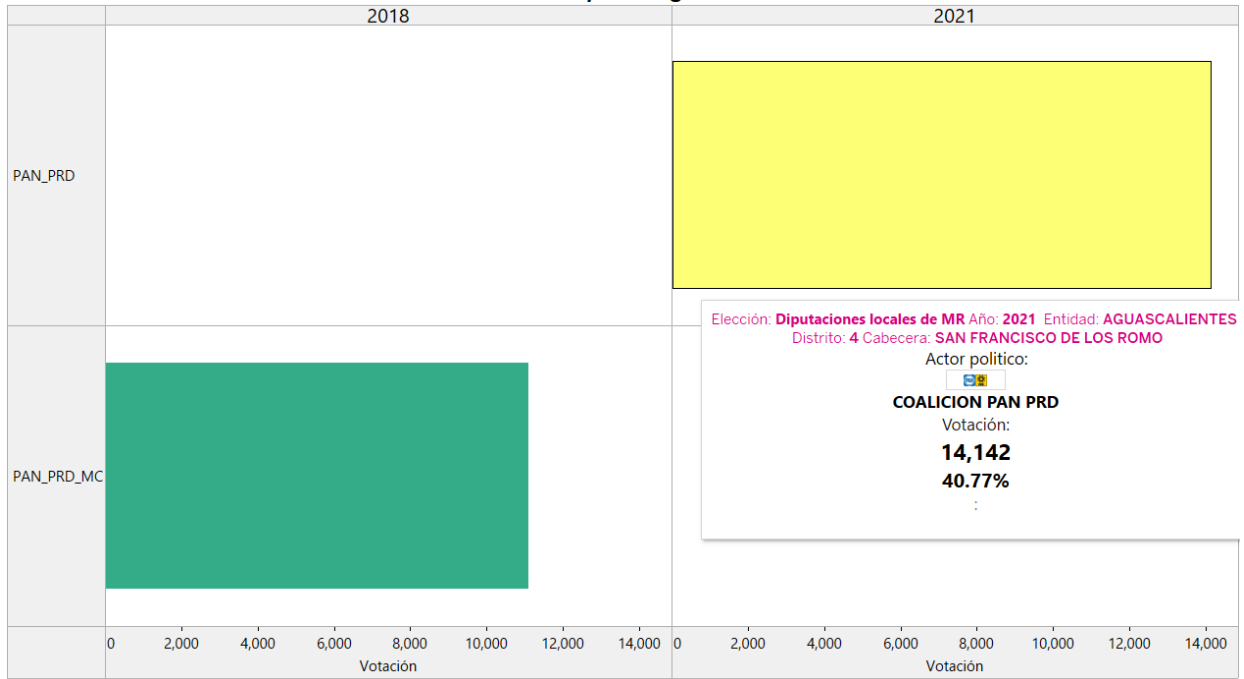 2018 2021
PAN_PRD
Elección: Diputaciones locales de MR Año: 2021 Entidad: AGUASCALIENTES
Distrito: 4 Cabecera: SAN FRANCISCO DE LOS ROMO
Actor politico:
COALICION PAN PRD
Votación:
14,142
40.77%
:
PAN_PRD_MC
0 2,000 4,000 6,000 8,000 10,000 12,000 14,000 0 2,000 4,000 6,000 8,000 10,000 12,000 14,000
Votación Votación